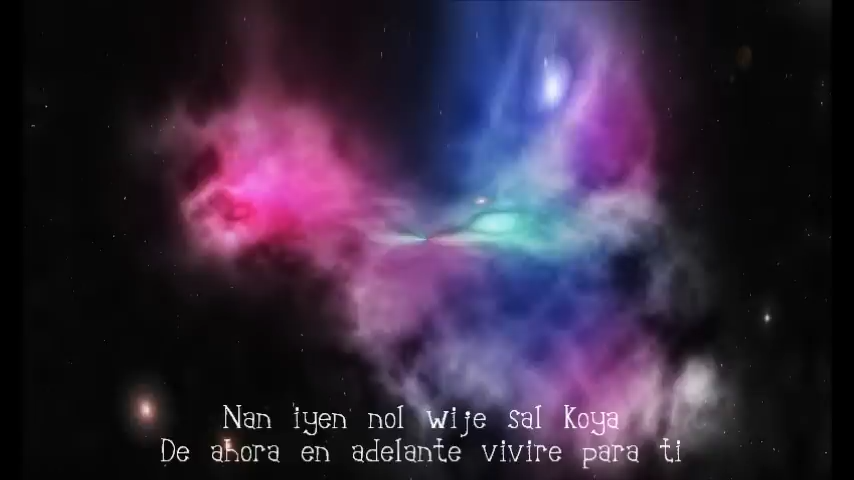 Nan iyen nol wije sal koya
De ahora en adelante vivire para ti